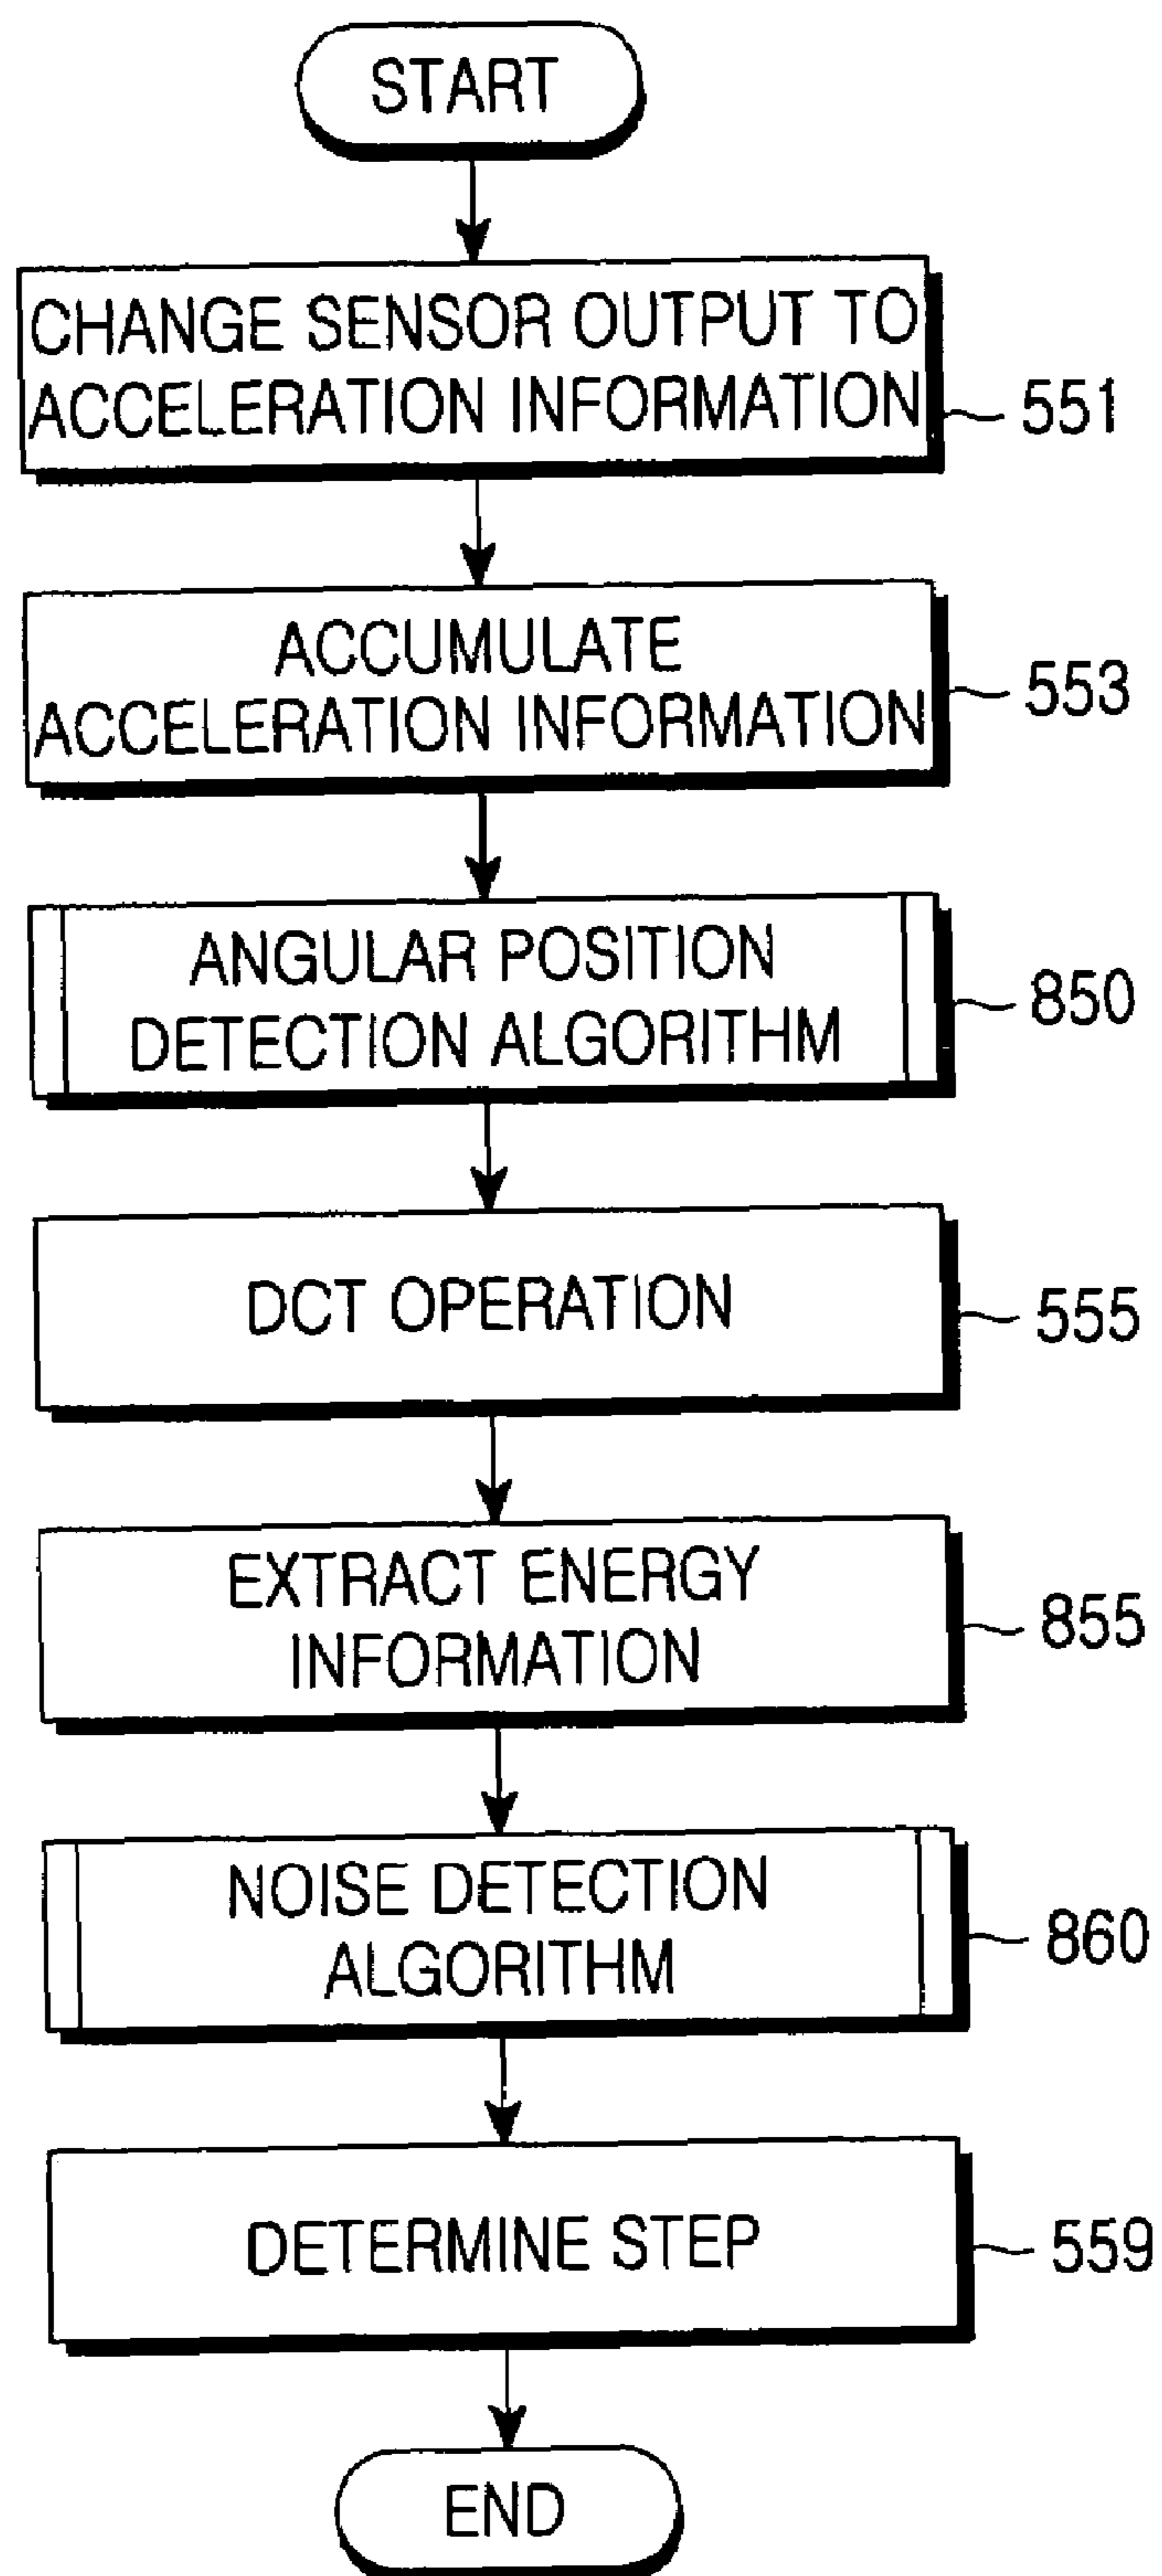 START
CHANGE SENSOR OUTPUT TO
ACCELERATION INFORMATION
551
ACCUMULATE
ACCELERATION INFORMATION
553
ANGULAR POSITION
DETECTION ALGORITHM
850
DCT OPERATION
555
EXTRACT ENERGY
INFORMATION
855
NOISE DETECTION
ALGORITHM
860
DETERMINE STEP
559
END